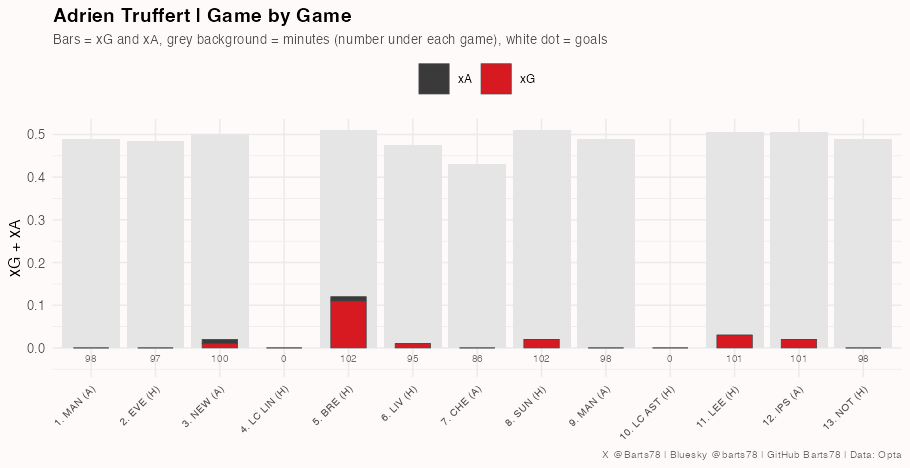 Adrien Truffert | Game by Game
Bars = xG and xA, grey background = minutes (number under each game), white dot = goals
xA xG
xG + xA
0.5
0.4
0.3
0.2
0.1
0.0
98 97 100 0 102 95 86 102 98 0 101 101 98
1. MAN (A)
2. EVE (H)
3. NEW (A)
4. LC LIN (H)
5. BRE (H)
6. LIV (H)
7. CHE (A)
8. SUN (H)
9. MAN (A)
10. LC AST (H)
11. LEE (H)
12. IPS (A)
13. NOT (H)
X @Barts78 | Bluesky @barts78 | GitHub Barts78 | Data: Opta